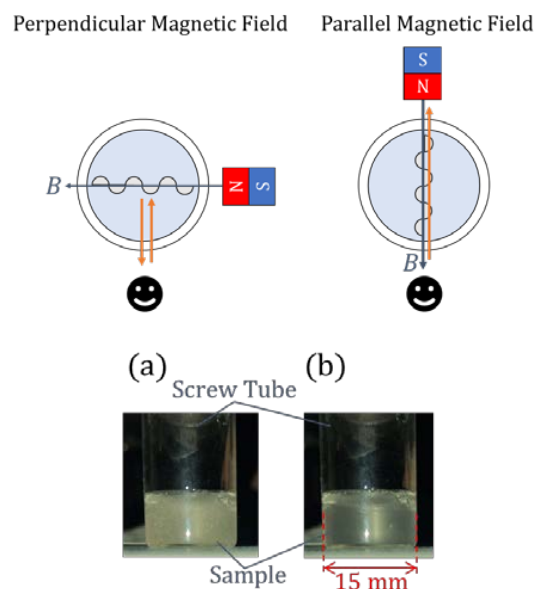 Perpendicular Magnetic Field
Parallel Magnetic Field
S
N
B
N
S
B
(a)
(b)
Screw Tube
Sample
15 mm